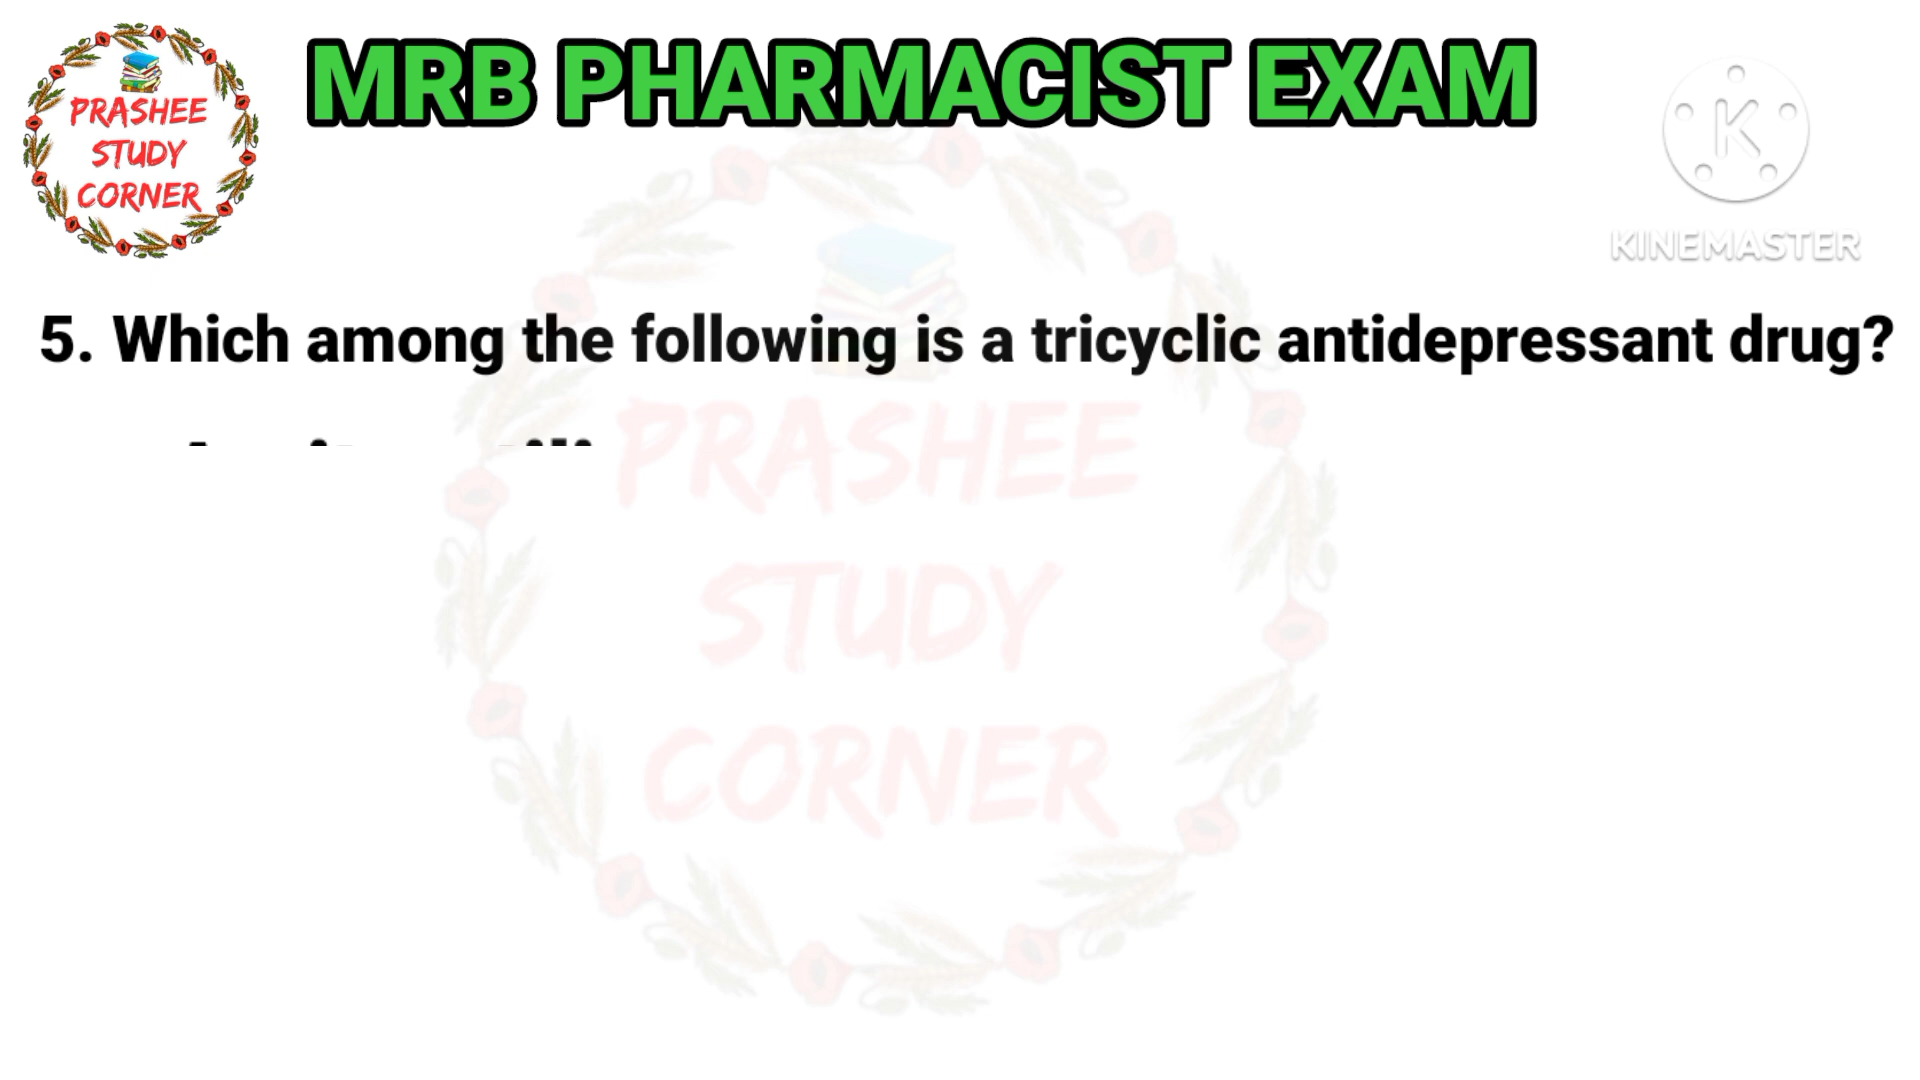 PRASHEE
STUDY
CORNER
MRB PHARMACIST EXAM
K
KINEMASTER
5. Which among the following is a tricyclic antidepressant drug?
PRASHEE
STUDY
CORNER